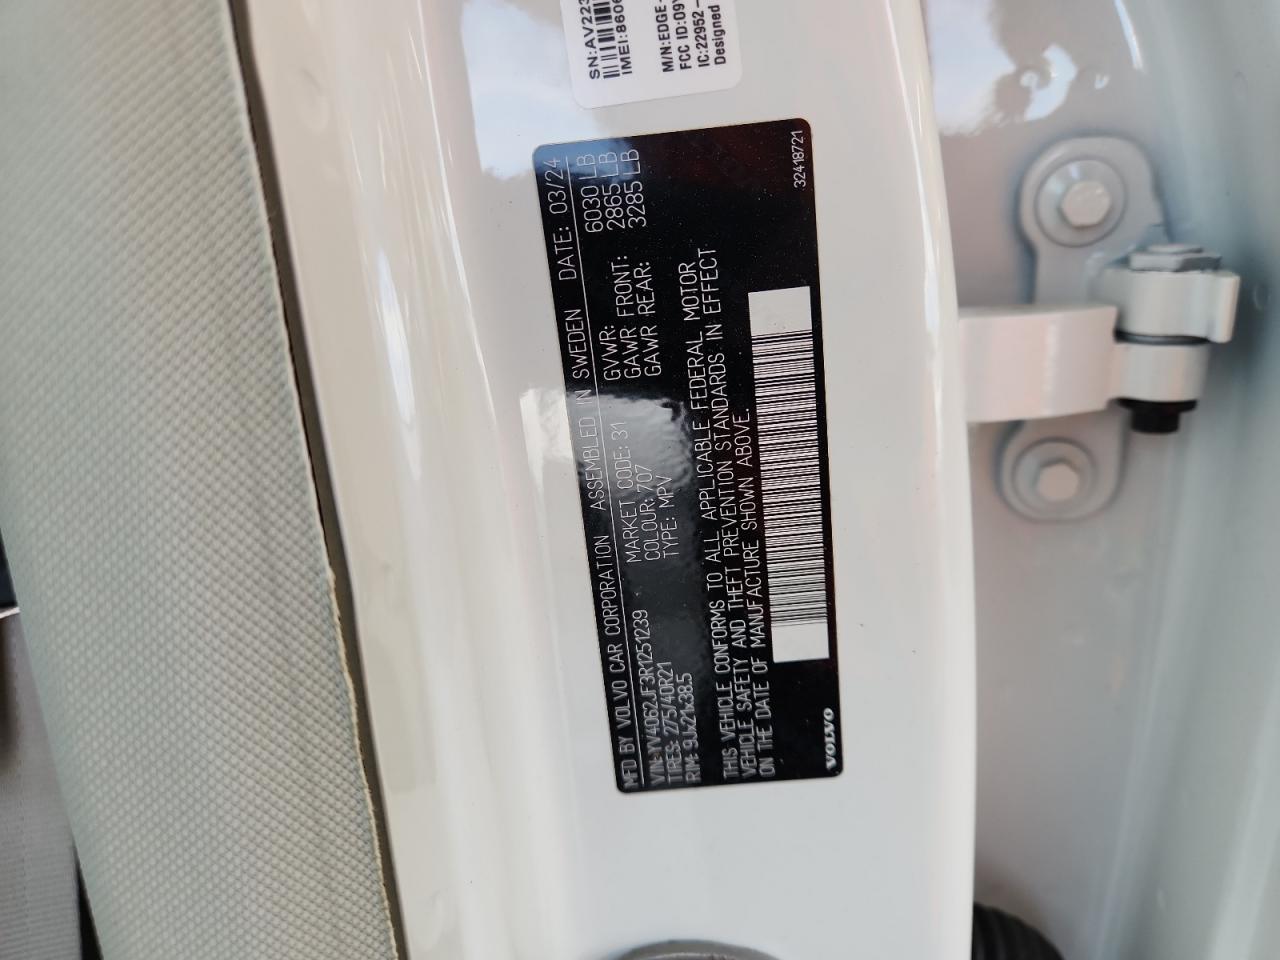 SN:AV223
IMEI:8606
M/N:EDGE-
FCC ID:09
IC:22952-
Designed
MFD BY VOLVO CAR CORPORATION ASSEMBLED IN SWEDEN DATE: 03/24
VIN:YV4062JF3R1251239
TIRES: 275/40R21
RIM: 9Jx21x38.5
MARKET CODE: 31
COLOUR: 707
TYPE: MPV
GVWR: 6030 LB
GAWR FRONT: 2865 LB
GAWR REAR: 3285 LB
THIS VEHICLE CONFORMS TO ALL APPLICABLE FEDERAL MOTOR
VEHICLE SAFETY AND THEFT PREVENTION STANDARDS IN EFFECT
ON THE DATE OF MANUFACTURE SHOWN ABOVE.
VOLVO
32418721